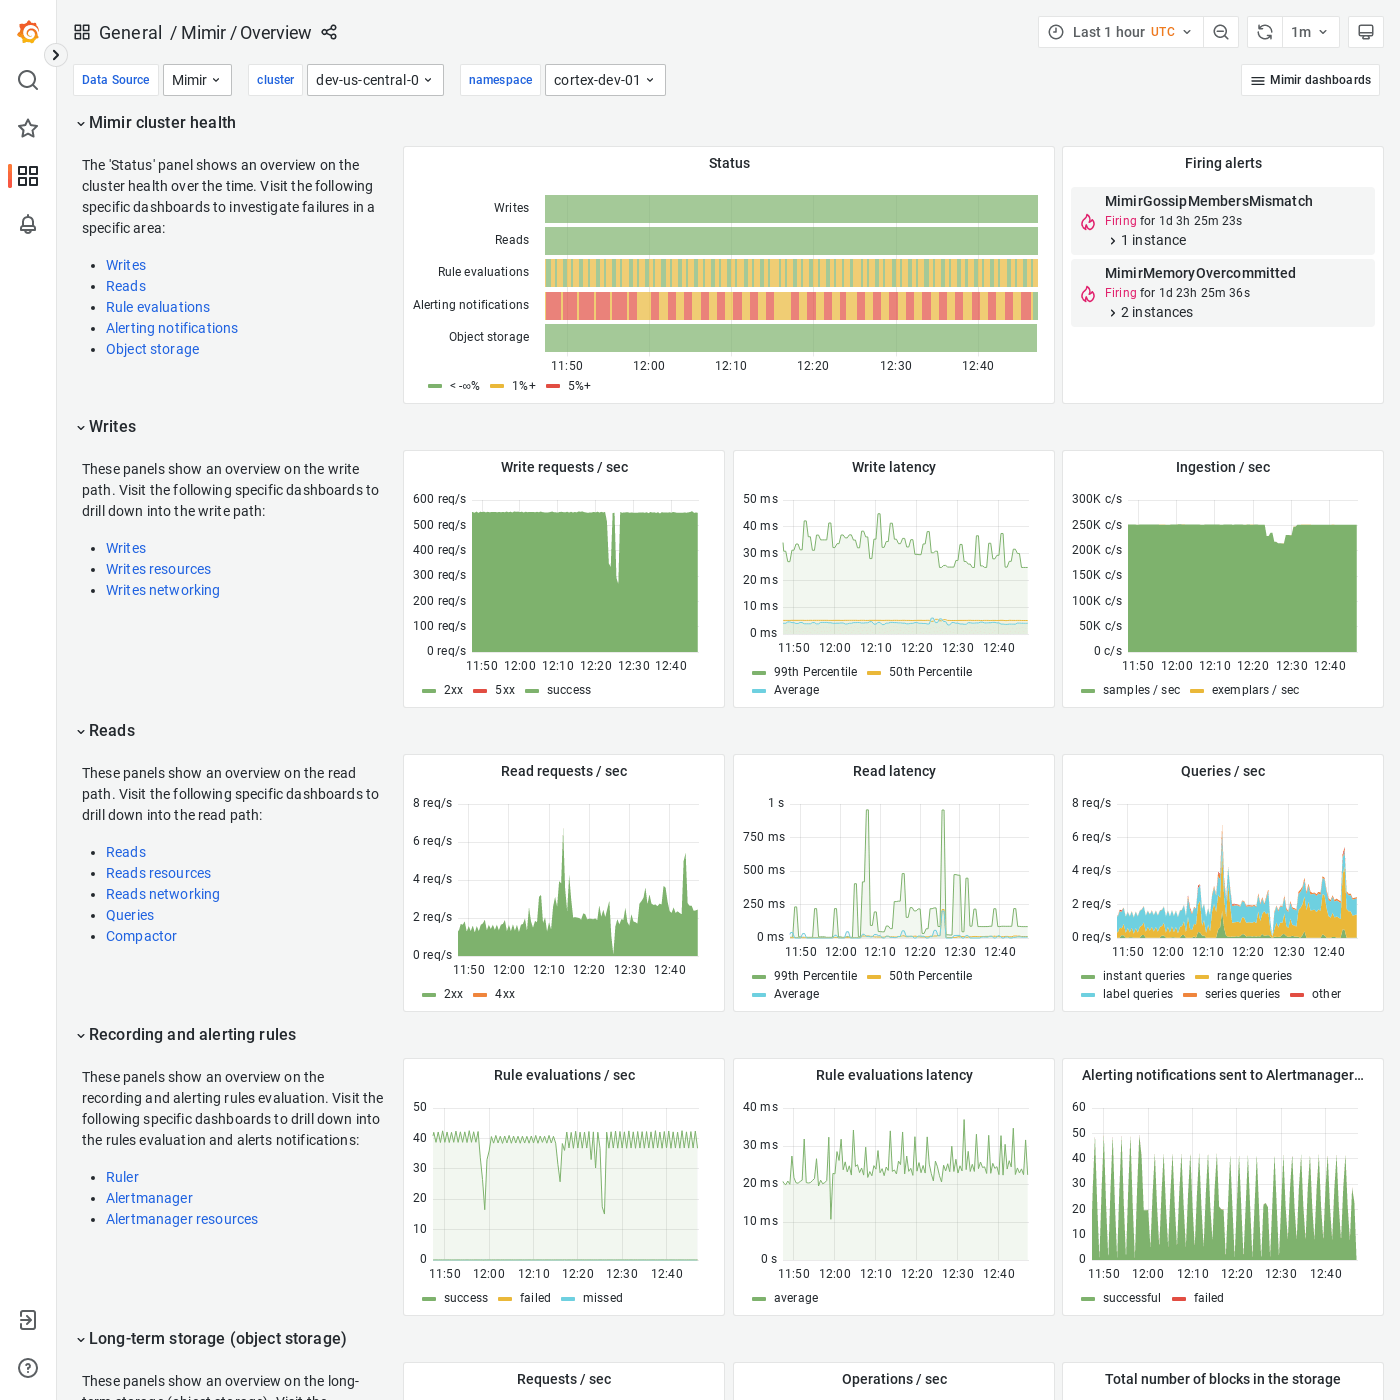 General / Mimir / Overview
Last 1 hour UTC
1m
Data Source
Mimir
cluster
dev-us-central-0
namespace
cortex-dev-01
Mimir dashboards
Mimir cluster health
The 'Status' panel shows an overview on the
cluster health over the time. Visit the following
specific dashboards to investigate failures in a
specific area:
Writes
Reads
Rule evaluations
Alerting notifications
Object storage
Status
Writes
Reads
Rule evaluations
Alerting notifications
Object storage
11:50 12:00 12:10 12:20 12:30 12:40
< -∞% 1%+ 5%+
Firing alerts
MimirGossipMembersMismatch
Firing for 1d 3h 25m 23s
1 instance
MimirMemoryOvercommitted
Firing for 1d 23h 25m 36s
2 instances
Writes
These panels show an overview on the write
path. Visit the following specific dashboards to
drill down into the write path:
Writes
Writes resources
Writes networking
Write requests / sec
600 req/s
500 req/s
400 req/s
300 req/s
200 req/s
100 req/s
0 req/s
11:50 12:00 12:10 12:20 12:30 12:40
2xx 5xx success
Write latency
50 ms
40 ms
30 ms
20 ms
10 ms
0 ms
11:50 12:00 12:10 12:20 12:30 12:40
99th Percentile 50th Percentile
Average
Ingestion / sec
300K c/s
250K c/s
200K c/s
150K c/s
100K c/s
50K c/s
0 c/s
11:50 12:00 12:10 12:20 12:30 12:40
samples / sec exemplars / sec
Reads
These panels show an overview on the read
path. Visit the following specific dashboards to
drill down into the read path:
Reads
Reads resources
Reads networking
Queries
Compactor
Read requests / sec
8 req/s
6 req/s
4 req/s
2 req/s
0 req/s
11:50 12:00 12:10 12:20 12:30 12:40
2xx 4xx
Read latency
1 s
750 ms
500 ms
250 ms
0 ms
11:50 12:00 12:10 12:20 12:30 12:40
99th Percentile 50th Percentile
Average
Queries / sec
8 req/s
6 req/s
4 req/s
2 req/s
0 req/s
11:50 12:00 12:10 12:20 12:30 12:40
instant queries range queries
label queries series queries other
Recording and alerting rules
These panels show an overview on the
recording and alerting rules evaluation. Visit the
following specific dashboards to drill down into
the rules evaluation and alerts notifications:
Ruler
Alertmanager
Alertmanager resources
Rule evaluations / sec
50
40
30
20
10
0
11:50 12:00 12:10 12:20 12:30 12:40
success failed missed
Rule evaluations latency
40 ms
30 ms
20 ms
10 ms
0 s
11:50 12:00 12:10 12:20 12:30 12:40
average
Alerting notifications sent to Alertmanager…
60
50
40
30
20
10
0
11:50 12:00 12:10 12:20 12:30 12:40
successful failed
Long-term storage (object storage)
These panels show an overview on the long-
term storage (object storage). Visit the
Requests / sec
Operations / sec
Total number of blocks in the storage